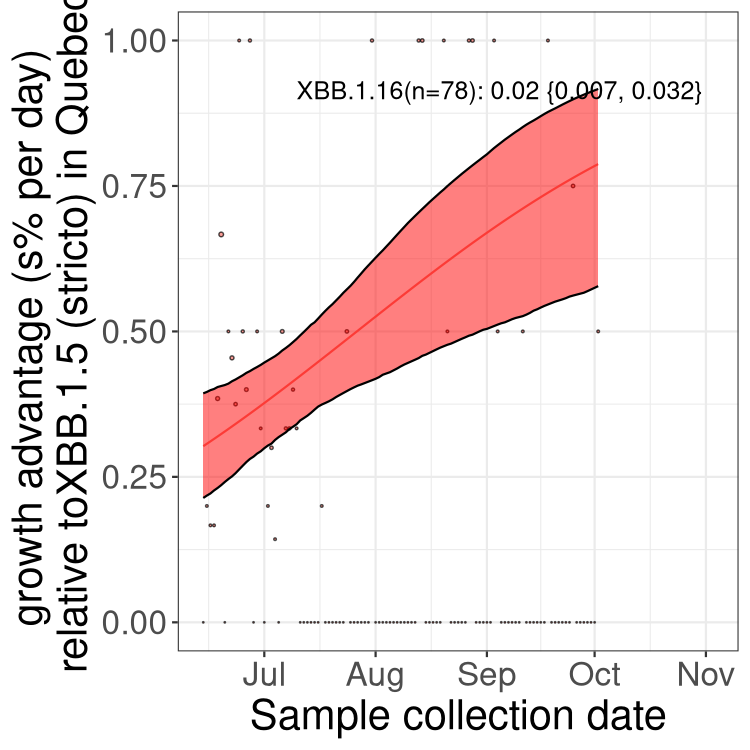 growth advantage (s% per day)
relative toXBB.1.5 (stricto) in Quebec
1.00
XBB.1.16(n=78): 0.02 {0.007, 0.032}
0.75
0.50
0.25
0.00
Jul Aug Sep Oct Nov
Sample collection date